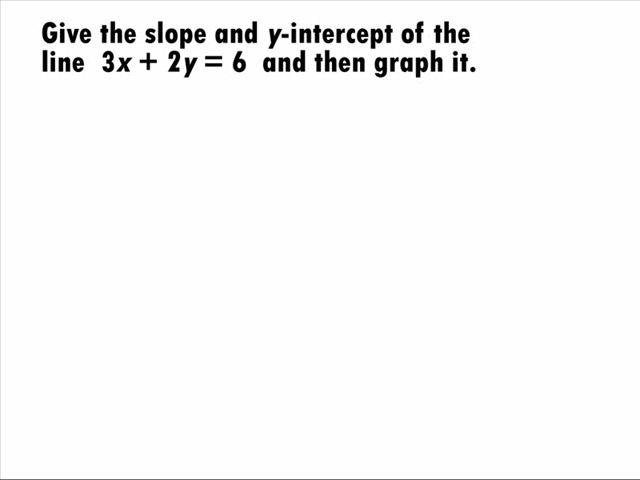 Give the slope and y-intercept of the
line 3x + 2y = 6 and then graph it.